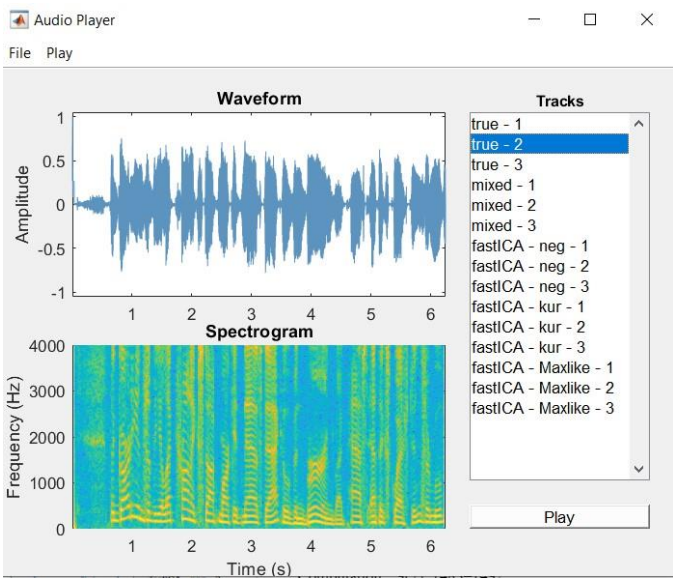 Audio Player
File Play
Waveform
1
0.5
0
-0.5
-1
Amplitude
1 2 3 4 5 6
Spectrogram
4000
3000
2000
1000
0
Frequency (Hz)
1 2 3 4 5 6
Time (s)
Tracks
true - 1
true - 2
true - 3
mixed - 1
mixed - 2
mixed - 3
fastICA - neg - 1
fastICA - neg - 2
fastICA - neg - 3
fastICA - kur - 1
fastICA - kur - 2
fastICA - kur - 3
fastICA - Maxlike - 1
fastICA - Maxlike - 2
fastICA - Maxlike - 3
Play